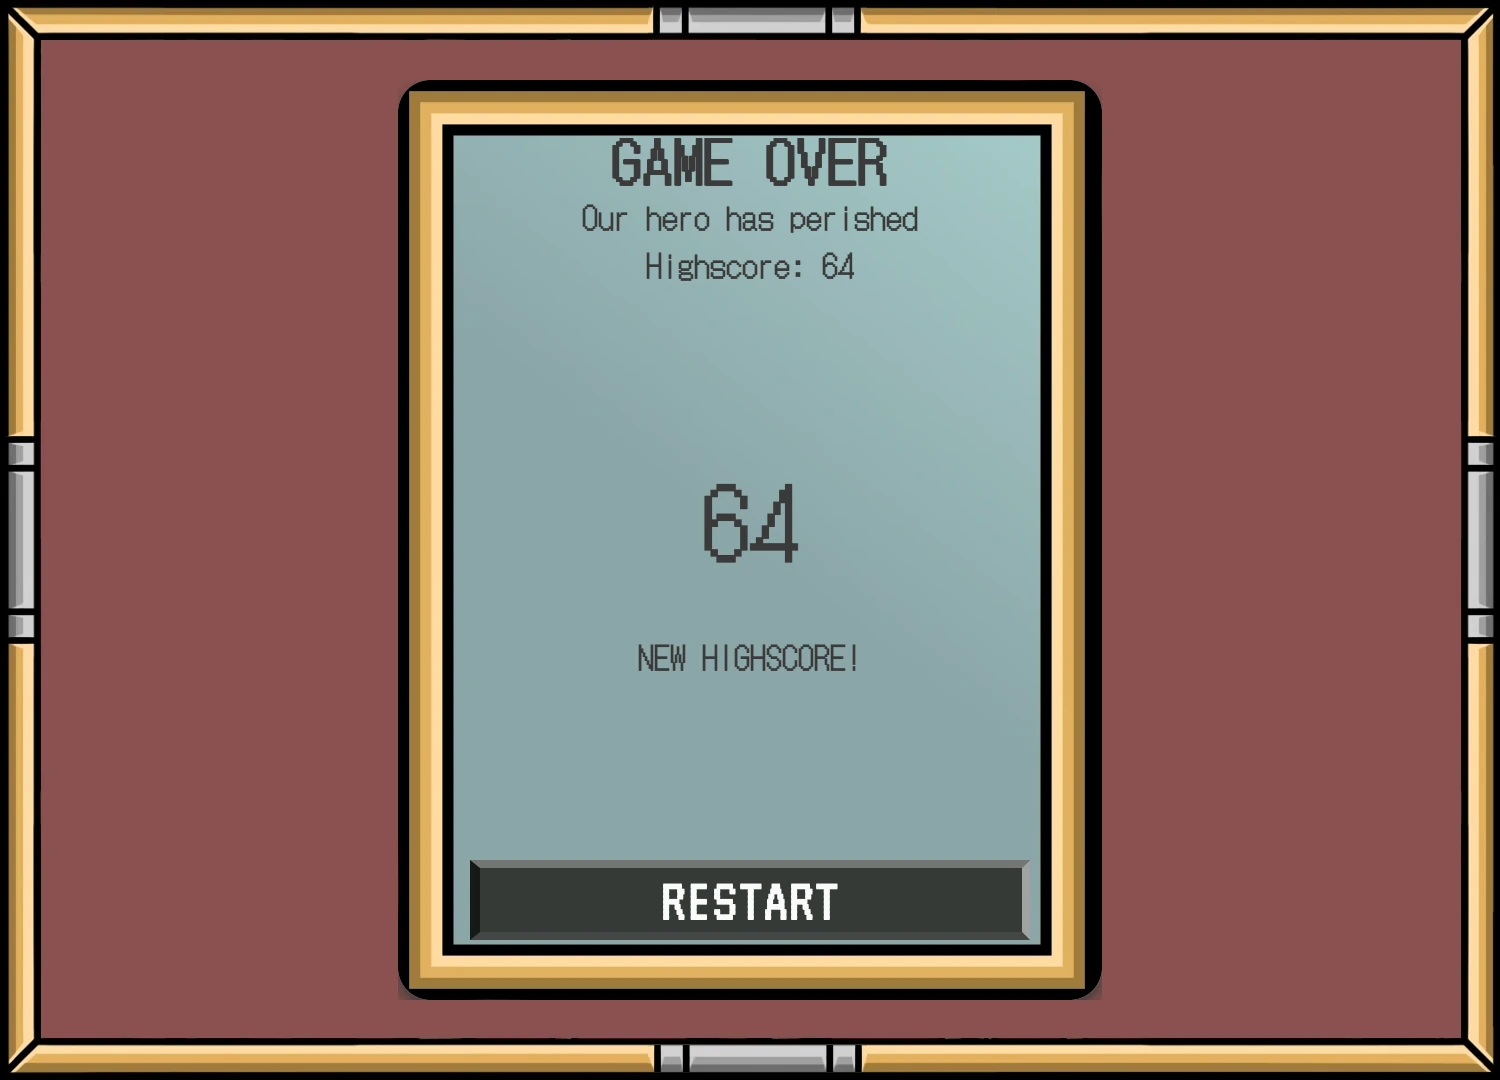 GAME OVER
Our hero has perished
Highscore: 64
64
NEW HIGHSCORE!
RESTART